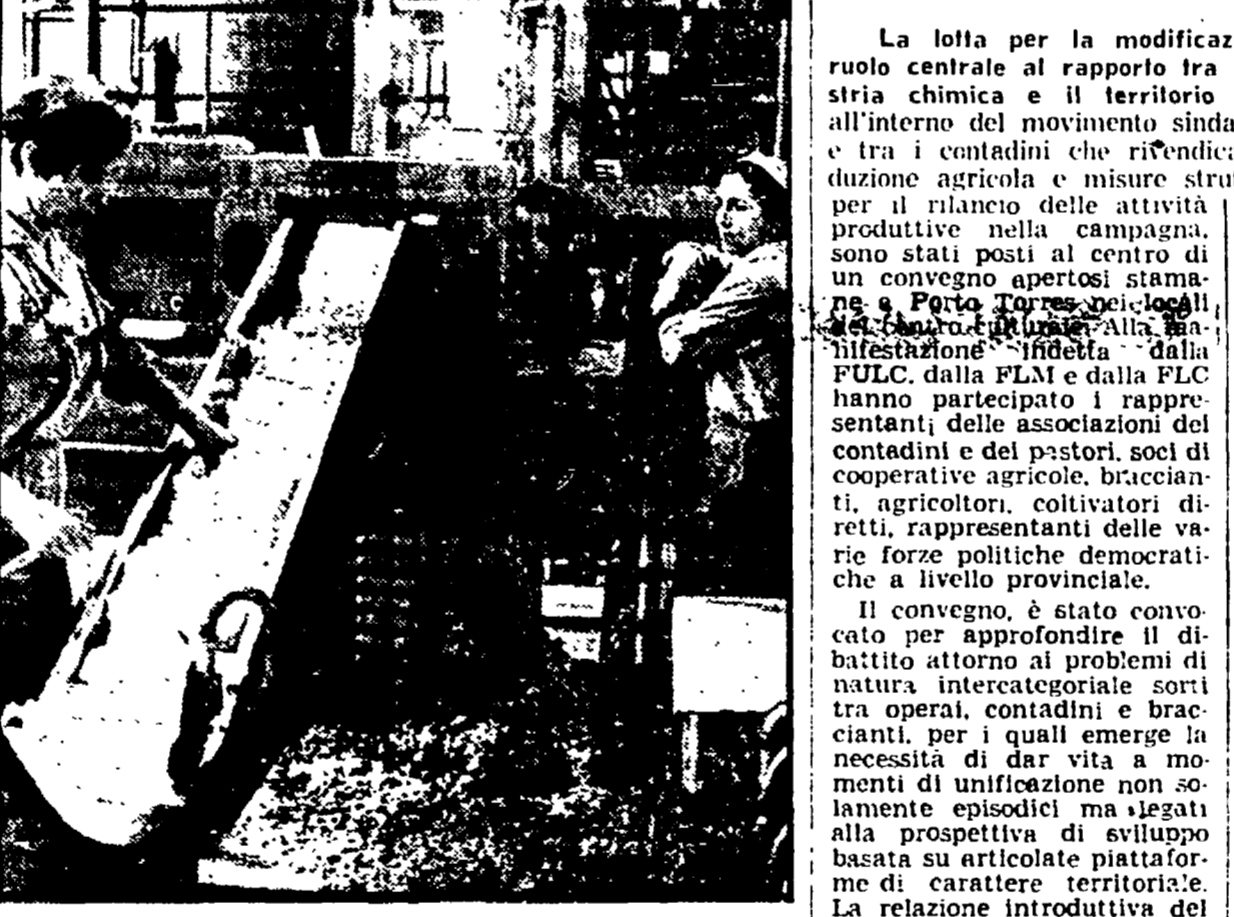 La lotta per la modificaz
ruolo centrale al rapporto tra
stria chimica e il territorio
all'interno del movimento sinda
e tra i contadini che rivendica
duzione agricola e misure strut
per il rilancio delle attività
produttive nella campagna,
sono stati posti al centro di
un convegno apertosi stama-
ne a Porto Torres nei locali
del centro culturale. Alla ma-
nifestazione indetta dalla
FULC, dalla FLM e dalla FLC
hanno partecipato i rappre-
sentanti delle associazioni dei
contadini e dei pastori, soci di
cooperative agricole, braccian-
ti, agricoltori, coltivatori di-
retti, rappresentanti delle va-
rie forze politiche democrati-
che a livello provinciale.
Il convegno, è stato convo-
cato per approfondire il di-
battito attorno ai problemi di
natura intercategoriale sorti
tra operai, contadini e brac-
cianti, per i quali emerge la
necessità di dar vita a mo-
menti di unificazione non so-
lamente episodici ma legati
alla prospettiva di sviluppo
basata su articolate piattafor-
me di carattere territoriale.
La relazione introduttiva del